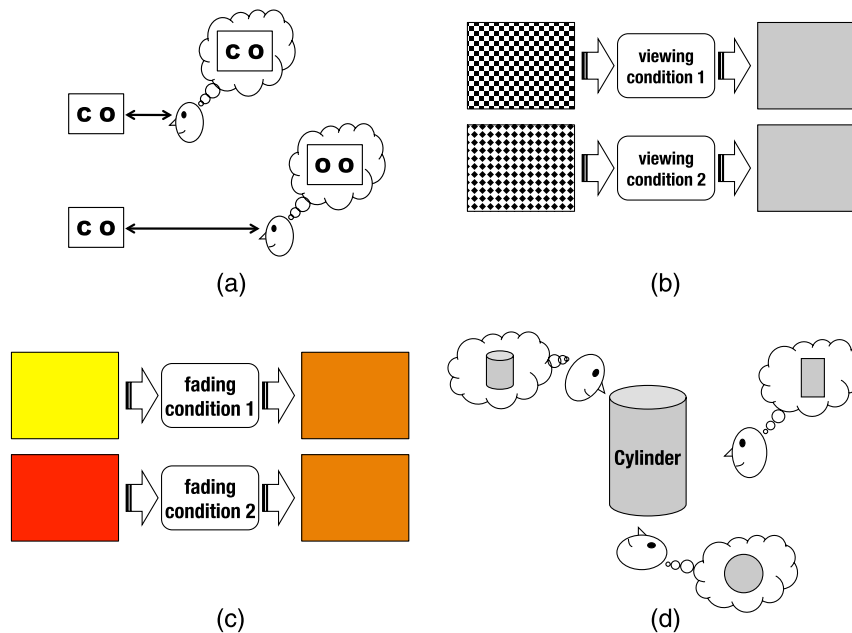 C O
C O
O O
C O
(a)
viewing
condition 1
viewing
condition 2
(b)
fading
condition 1
fading
condition 2
(c)
Cylinder
(d)